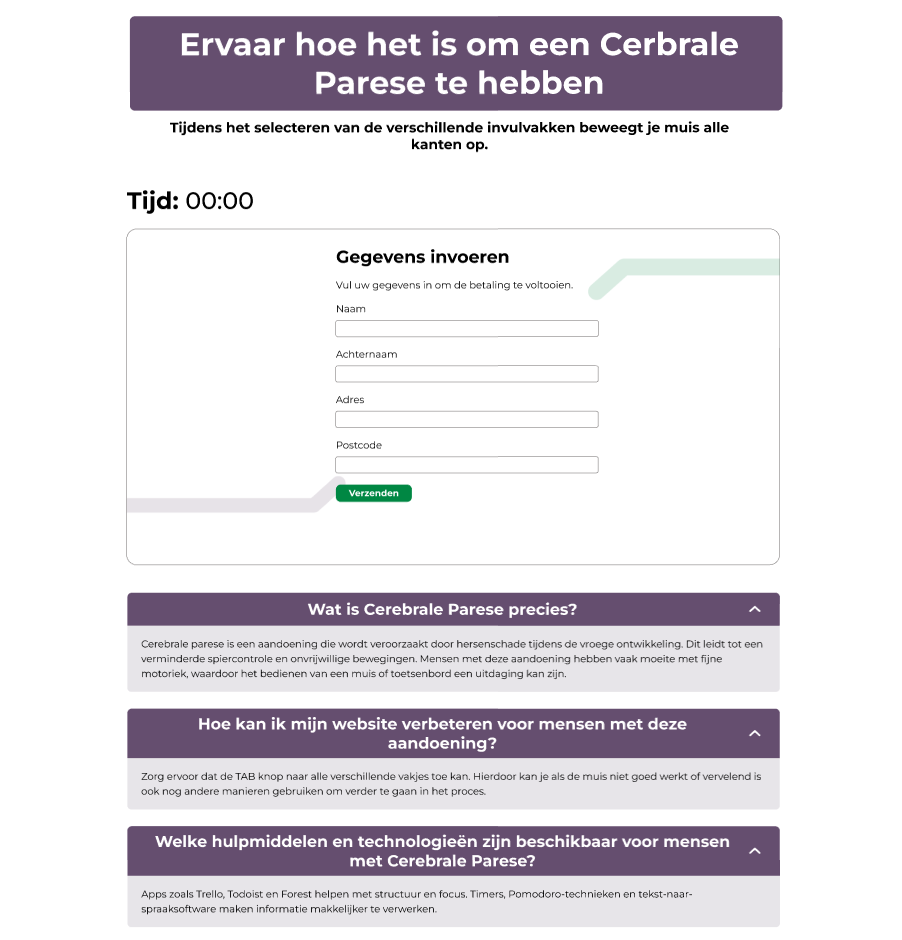 Ervaar hoe het is om een Cerbrale
Parese te hebben
Tijdens het selecteren van de verschillende invulvakken beweegt je muis alle
kanten op.
Tijd: 00:00
Gegevens invoeren
Vul uw gegevens in om de betaling te voltooien.
Naam
Achternaam
Adres
Postcode
Verzenden
Wat is Cerebrale Parese precies?
Cerebrale parese is een aandoening die wordt veroorzaakt door hersenschade tijdens de vroege ontwikkeling. Dit leidt tot een
verminderde spiercontrole en onvrijwillige bewegingen. Mensen met deze aandoening hebben vaak moeite met fijne
motoriek, waardoor het bedienen van een muis of toetsenbord een uitdaging kan zijn.
Hoe kan ik mijn website verbeteren voor mensen met deze
aandoening?
Zorg ervoor dat de TAB knop naar alle verschillende vakjes toe kan. Hierdoor kan je als de muis niet goed werkt of vervelend is
ook nog andere manieren gebruiken om verder te gaan in het proces.
Welke hulpmiddelen en technologieën zijn beschikbaar voor mensen
met Cerebrale Parese?
Apps zoals Trello, Todoist en Forest helpen met structuur en focus. Timers, Pomodoro-technieken en tekst-naar-
spraaksoftware maken informatie makkelijker te verwerken.